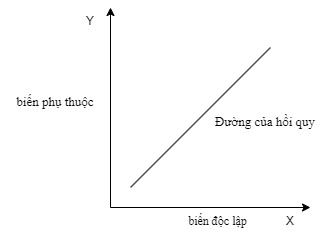 Y
biến phụ thuộc
Đường của hồi quy
biến độc lập
X